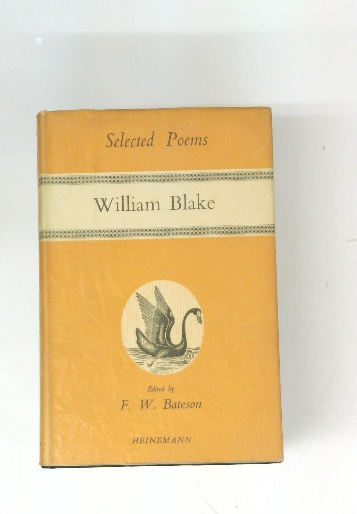 Selected Poems
William Blake
Edited by
F. W. Bateson
HEINEMANN